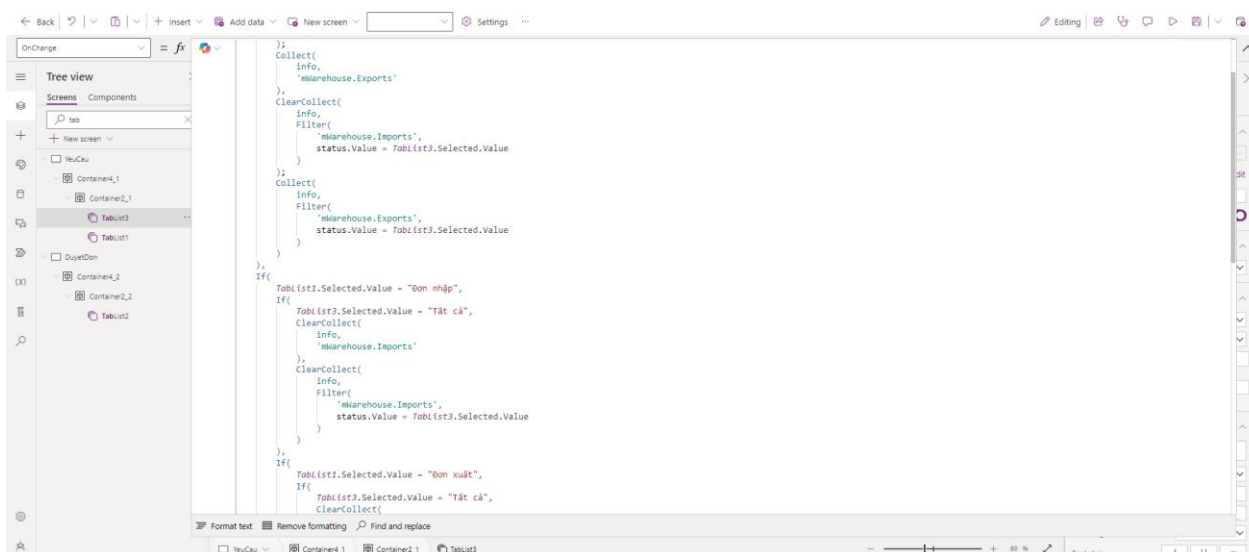 Back
Insert
Add data
New screen
Settings
Editing
OnChange
= fx
Tree view
Screens Components
tab
New screen
YeuCau
Container4_1
Container2_1
TabList3
TabList1
DuyetDon
Container4_2
Container2_2
TabList2
);
Collect(
info,
'mWarehouse.Exports'
),
ClearCollect(
info,
Filter(
'mWarehouse.Imports',
status.Value = TabList3.Selected.Value
)
);
Collect(
info,
Filter(
'mWarehouse.Exports',
status.Value = TabList3.Selected.Value
)
)
),
If(
TabList1.Selected.Value = "Đơn nhập",
If(
TabList3.Selected.Value = "Tất cả",
ClearCollect(
info,
'mWarehouse.Imports'
),
ClearCollect(
info,
Filter(
'mWarehouse.Imports',
status.Value = TabList3.Selected.Value
)
)
),
If(
TabList1.Selected.Value = "Đơn xuất",
If(
TabList3.Selected.Value = "Tất cả",
ClearCollect(
Format text Remove formatting Find and replace
YeuCau Container4_1 Container2_1 TabList3
80 %